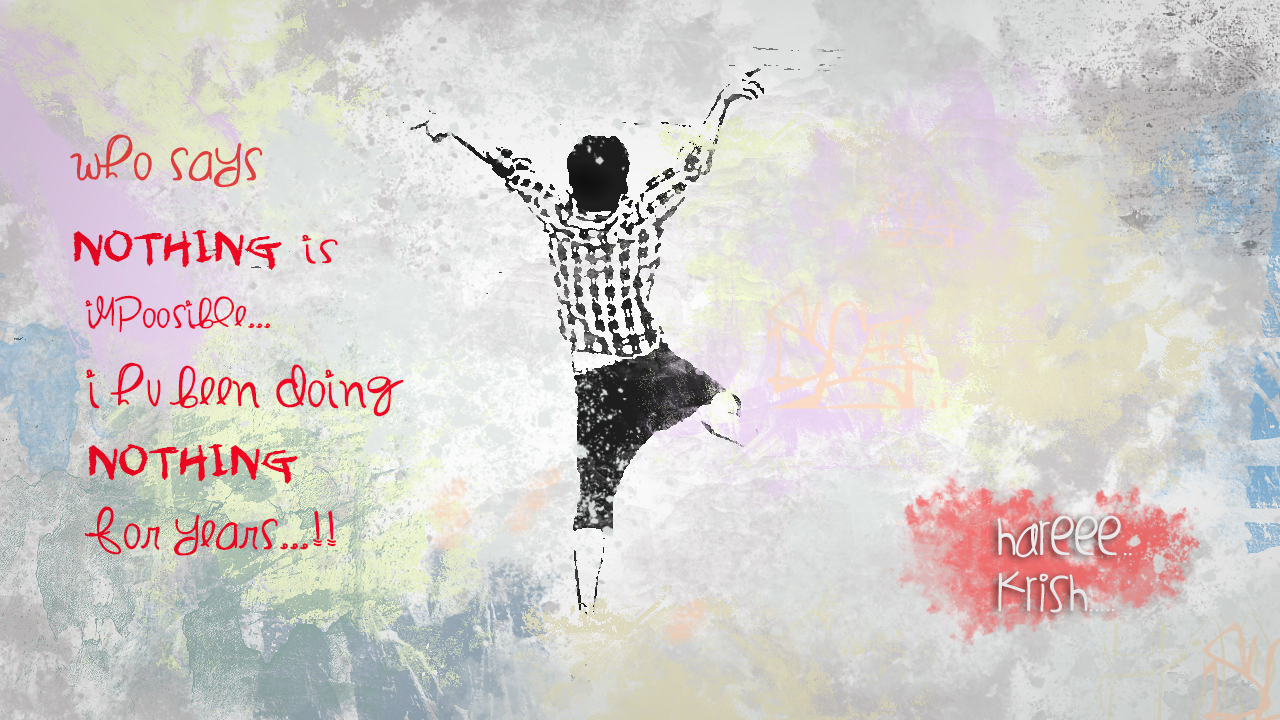 who says
NOTHING is
imPoosible...
i hv been doing
NOTHING
for years...!!
hareee..
Krish.....